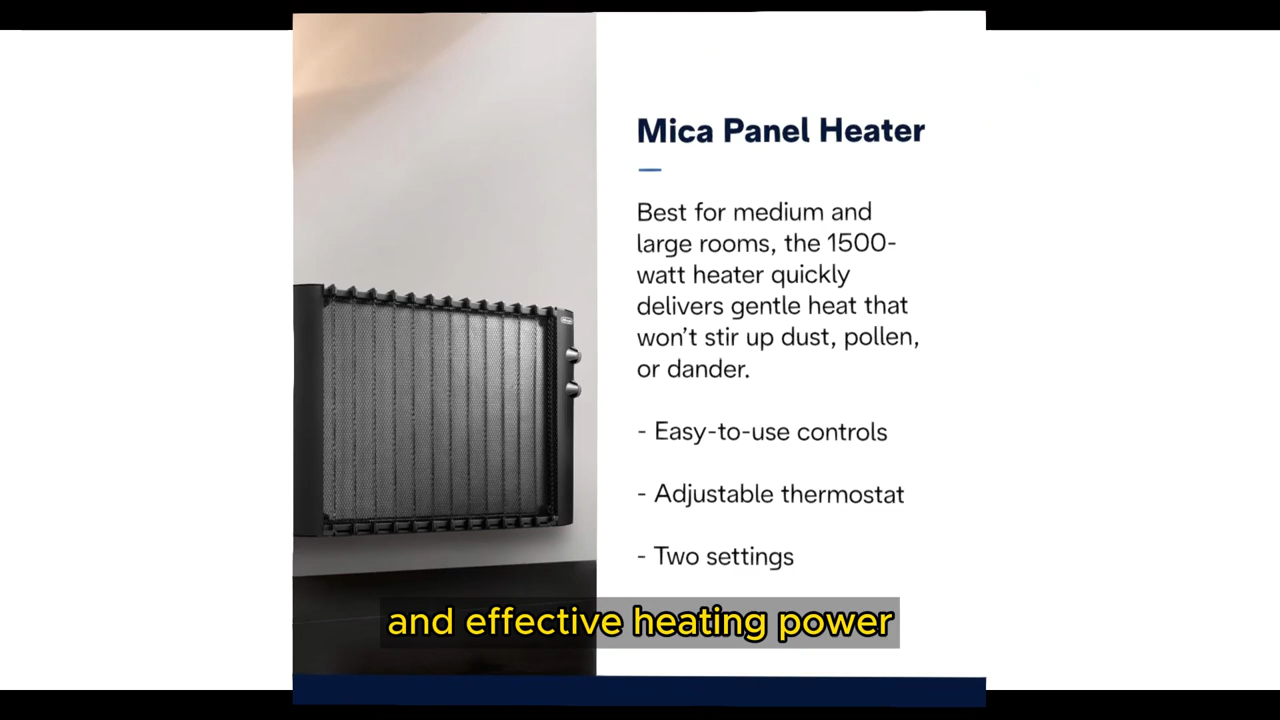 Mica Panel Heater
Best for medium and
large rooms, the 1500-
watt heater quickly
delivers gentle heat that
won't stir up dust, pollen,
or dander.
- Easy-to-use controls
- Adjustable thermostat
- Two settings
and effective heating power